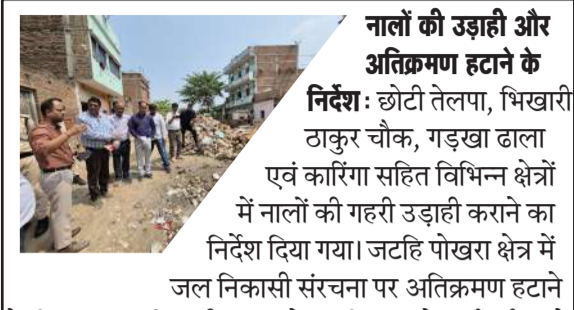 नालों की उड़ाही और
अतिक्रमण हटाने के
निर्देश : छोटी तेलपा, भिखारी
ठाकुर चौक, गड़खा ढाला
एवं कारिंगा सहित विभिन्न क्षेत्रों
में नालों की गहरी उड़ाही कराने का
निर्देश दिया गया। जटहि पोखरा क्षेत्र में
जल निकासी संरचना पर अतिक्रमण हटाने